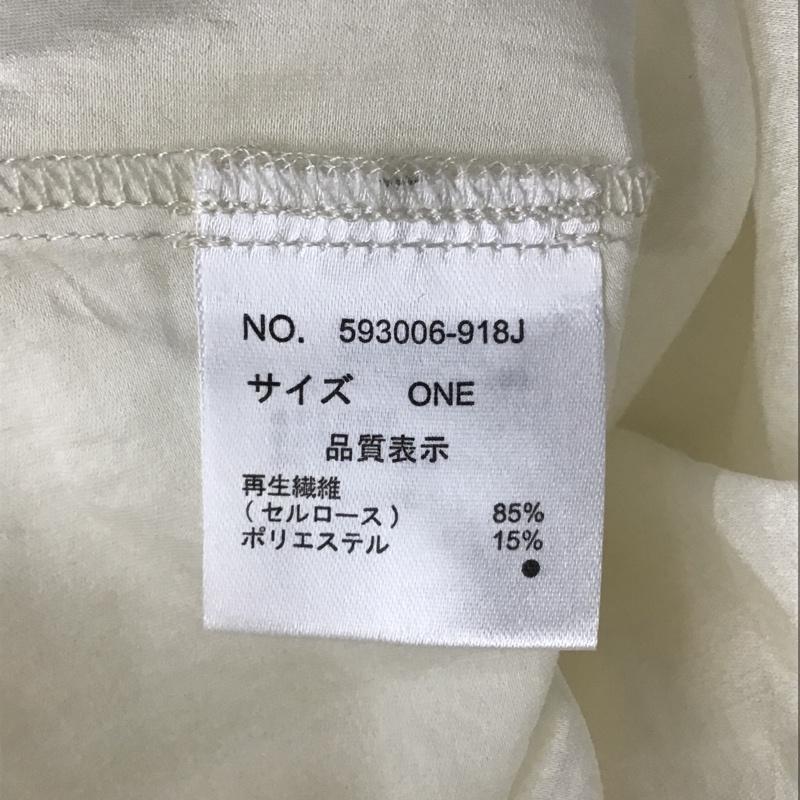 NO. 593006-918J
サイズ ONE
品質表示
再生繊維
(セルロース) 85%
ポリエステル 15%